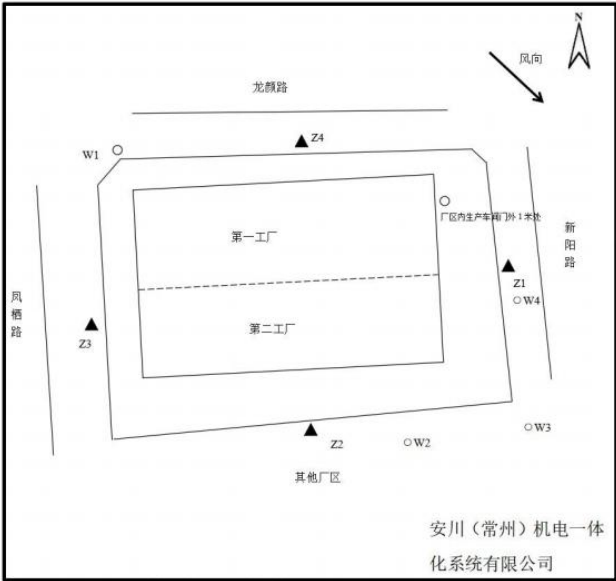 N
风向
龙颜路
Z4
W1
厂区内生产车间门外1米处
第一工厂
新阳路
Z1
W4
凤栖路
第二工厂
Z3
Z2
W2
W3
其他厂区
安川（常州）机电一体
化系统有限公司